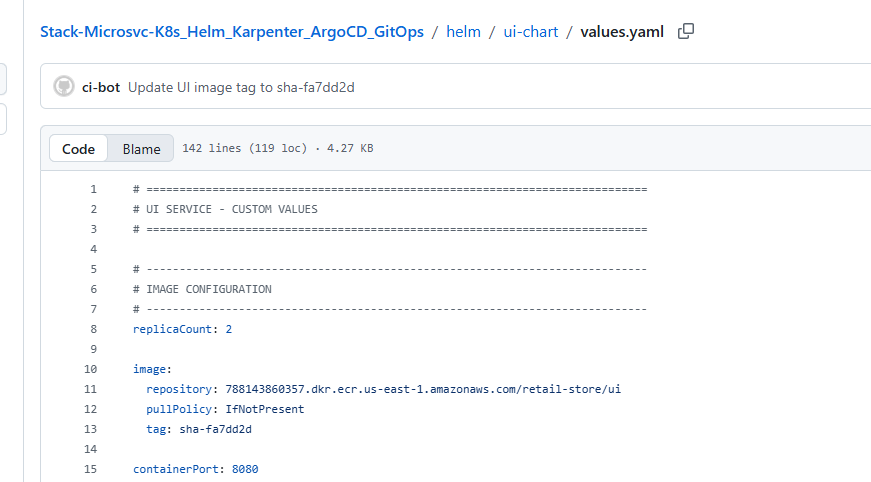 Stack-Microsvc-K8s_Helm_Karpenter_ArgoCD_GitOps / helm / ui-chart / values.yaml
ci-bot Update UI image tag to sha-fa7dd2d
Code Blame 142 lines (119 loc) · 4.27 KB
1 # ============================================================================
2 # UI SERVICE - CUSTOM VALUES
3 # ============================================================================
4
5 # ----------------------------------------------------------------------------
6 # IMAGE CONFIGURATION
7 # ----------------------------------------------------------------------------
8 replicaCount: 2
9
10 image:
11   repository: 788143860357.dkr.ecr.us-east-1.amazonaws.com/retail-store/ui
12   pullPolicy: IfNotPresent
13   tag: sha-fa7dd2d
14
15 containerPort: 8080